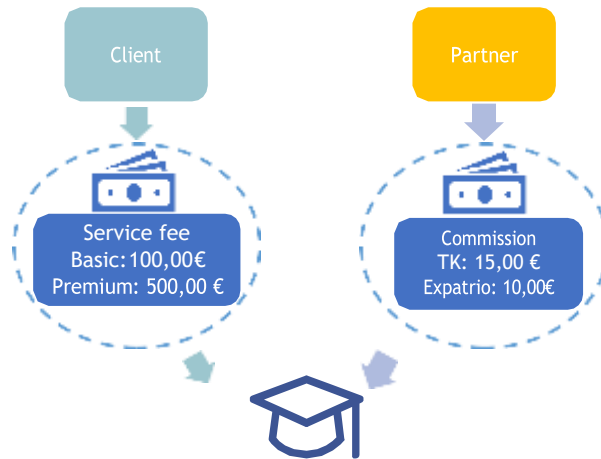 Client
Partner
Service fee
Basic: 100,00€
Premium: 500,00 €
Commission
TK: 15,00 €
Expatrio: 10,00€